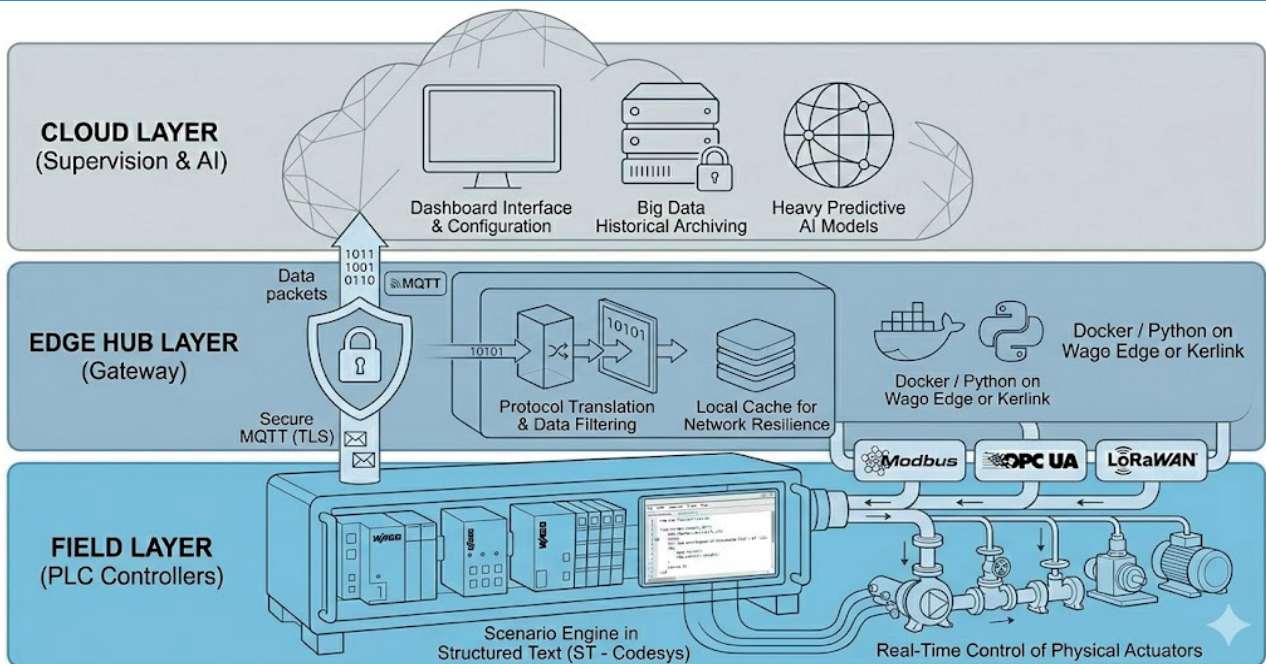 CLOUD LAYER
(Supervision & AI)
Dashboard Interface
& Configuration
Big Data
Historical Archiving
Heavy Predictive
AI Models
1011
1001
0110
Data
packets
MQTT
EDGE HUB LAYER
(Gateway)
10101
10101
Protocol Translation
& Data Filtering
Local Cache for
Network Resilience
Docker / Python on
Wago Edge or Kerlink
Docker / Python on
Wago Edge or Kerlink
Secure
MQTT (TLS)
Modbus
OPC UA
LoRaWAN
FIELD LAYER
(PLC Controllers)
WAGO
Scenario Engine in
Structured Text (ST - Codesys)
Real-Time Control of Physical Actuators